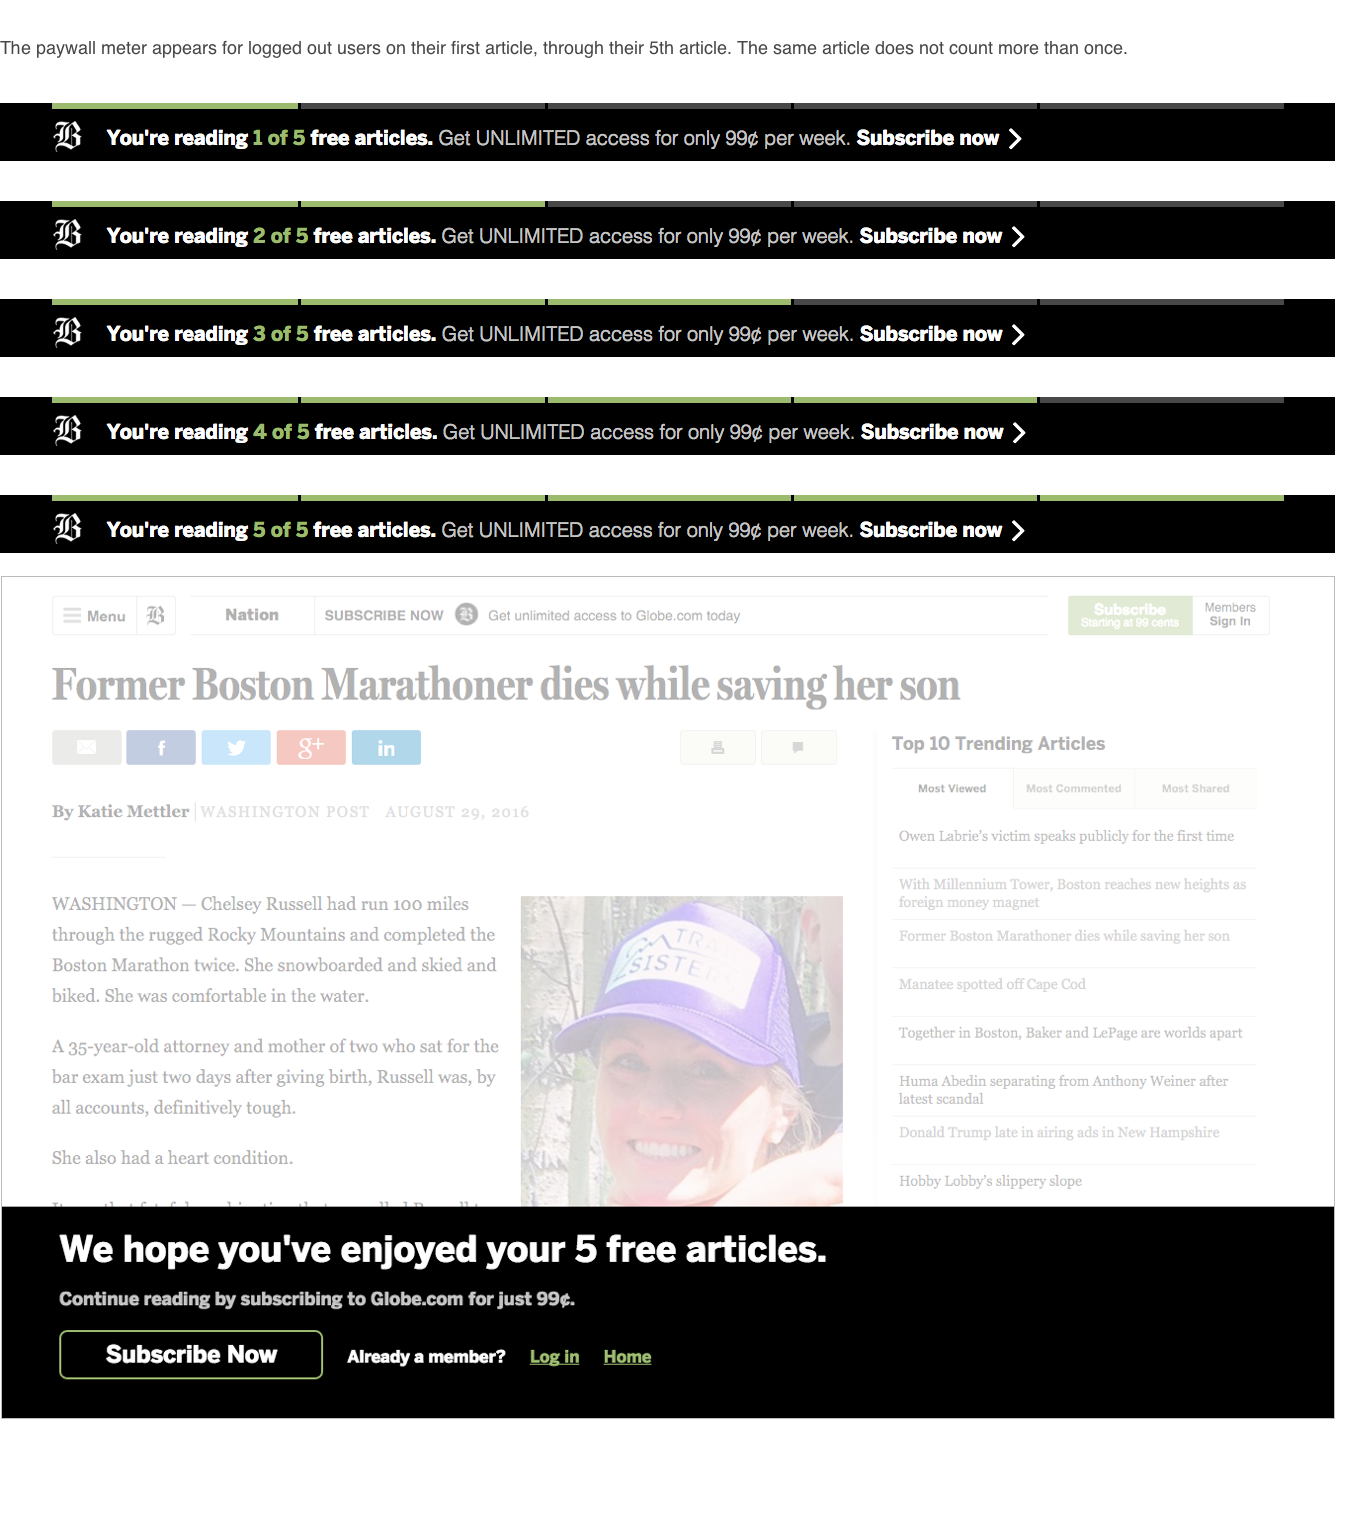 The paywall meter appears for logged out users on their first article, through their 5th article. The same article does not count more than once.
B You're reading 1 of 5 free articles. Get UNLIMITED access for only 99¢ per week. Subscribe now
B You're reading 2 of 5 free articles. Get UNLIMITED access for only 99¢ per week. Subscribe now
B You're reading 3 of 5 free articles. Get UNLIMITED access for only 99¢ per week. Subscribe now
B You're reading 4 of 5 free articles. Get UNLIMITED access for only 99¢ per week. Subscribe now
B You're reading 5 of 5 free articles. Get UNLIMITED access for only 99¢ per week. Subscribe now
Menu B Nation SUBSCRIBE NOW B Get unlimited access to Globe.com today
Subscribe
Starting at 99 cents
Members
Sign In
Former Boston Marathoner dies while saving her son
f g+ in
By Katie Mettler WASHINGTON POST AUGUST 29, 2016
WASHINGTON — Chelsey Russell had run 100 miles
through the rugged Rocky Mountains and completed the
Boston Marathon twice. She snowboarded and skied and
biked. She was comfortable in the water.
A 35-year-old attorney and mother of two who sat for the
bar exam just two days after giving birth, Russell was, by
all accounts, definitively tough.
She also had a heart condition.
Top 10 Trending Articles
Most Viewed Most Commented Most Shared
Owen Labrie's victim speaks publicly for the first time
With Millennium Tower, Boston reaches new heights as
foreign money magnet
Former Boston Marathoner dies while saving her son
Manatee spotted off Cape Cod
Together in Boston, Baker and LePage are worlds apart
Huma Abedin separating from Anthony Weiner after
latest scandal
Donald Trump late in airing ads in New Hampshire
Hobby Lobby's slippery slope
We hope you've enjoyed your 5 free articles.
Continue reading by subscribing to Globe.com for just 99¢.
Subscribe Now Already a member? Log in Home